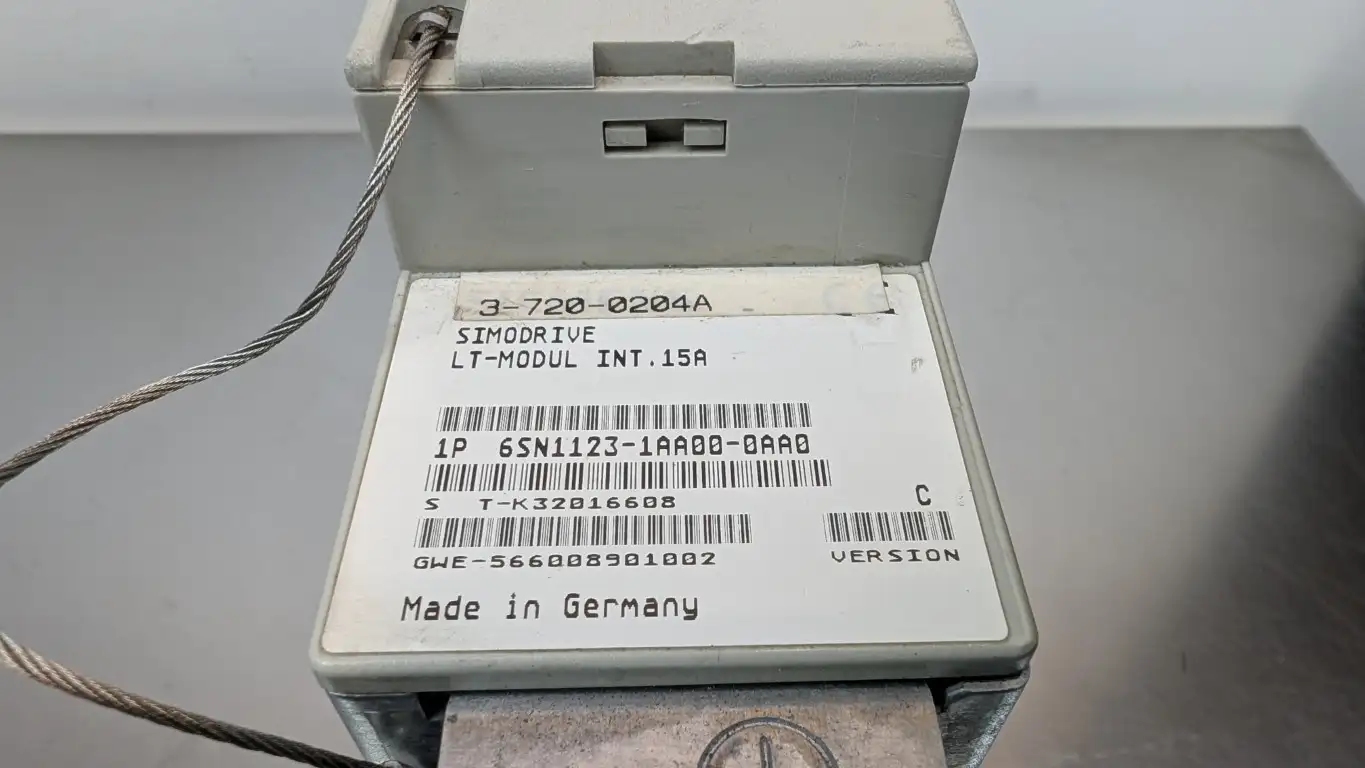 3-720-0204A
SIMODRIVE
LT-MODUL INT.15A
1P 6SN1123-1AA00-0AA0
S T-K32016608
C
GWE-566008901002
VERSION
Made in Germany